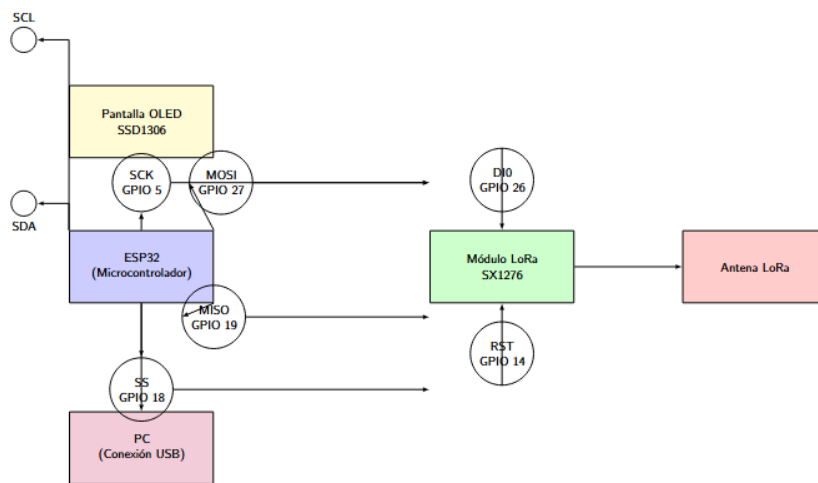 SCL
Pantalla OLED
SSD1306
SCK
GPIO 5
MOSI
GPIO 27
DI0
GPIO 26
SDA
ESP32
(Microcontrolador)
Módulo LoRa
SX1276
Antena LoRa
MISO
GPIO 19
RST
GPIO 14
SS
GPIO 18
PC
(Conexión USB)